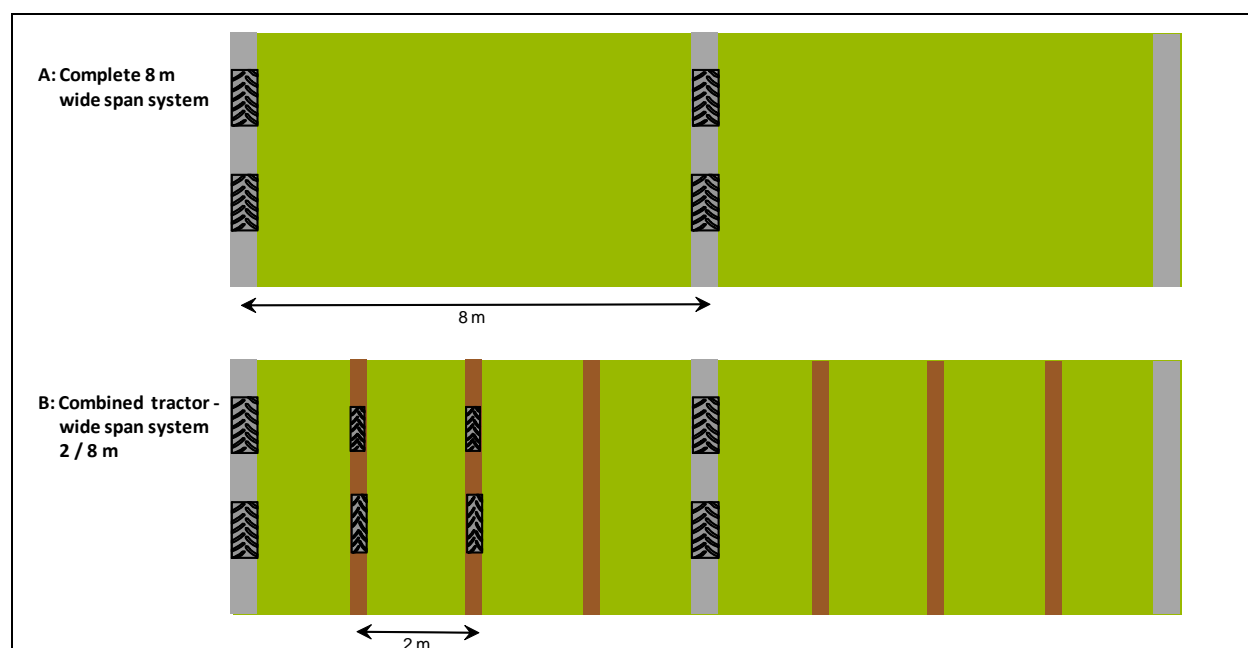 A: Complete 8 m
wide span system
8 m
B: Combined tractor -
wide span system
2 / 8 m
2 m